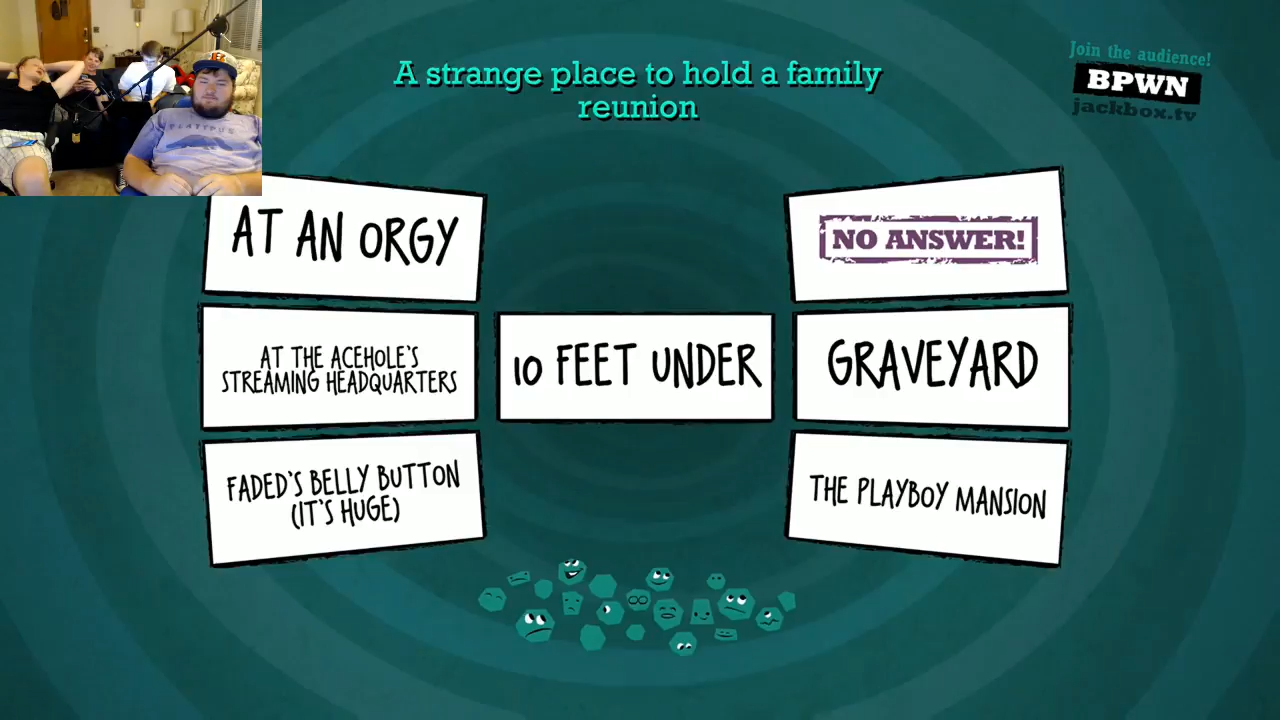 A strange place to hold a family
reunion
Join the audience!
BPWN
jackbox.tv
PLATYPUS
AT AN ORGY
NO ANSWER!
AT THE ACEHOLE'S
STREAMING HEADQUARTERS
10 FEET UNDER
GRAVEYARD
FADED'S BELLY BUTTON
(IT'S HUGE)
THE PLAYBOY MANSION